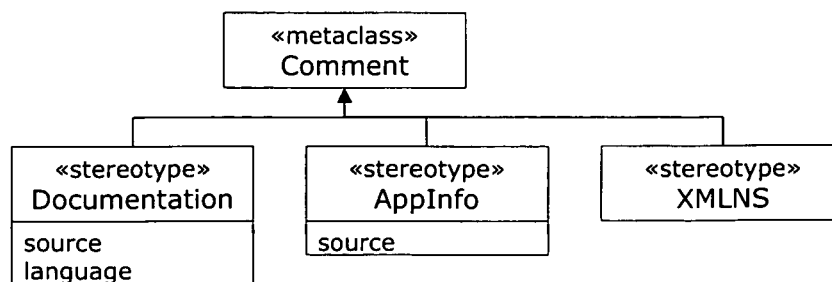 «metaclass»
Comment
«stereotype»
Documentation
source
language
«stereotype»
AppInfo
source
«stereotype»
XMLNS